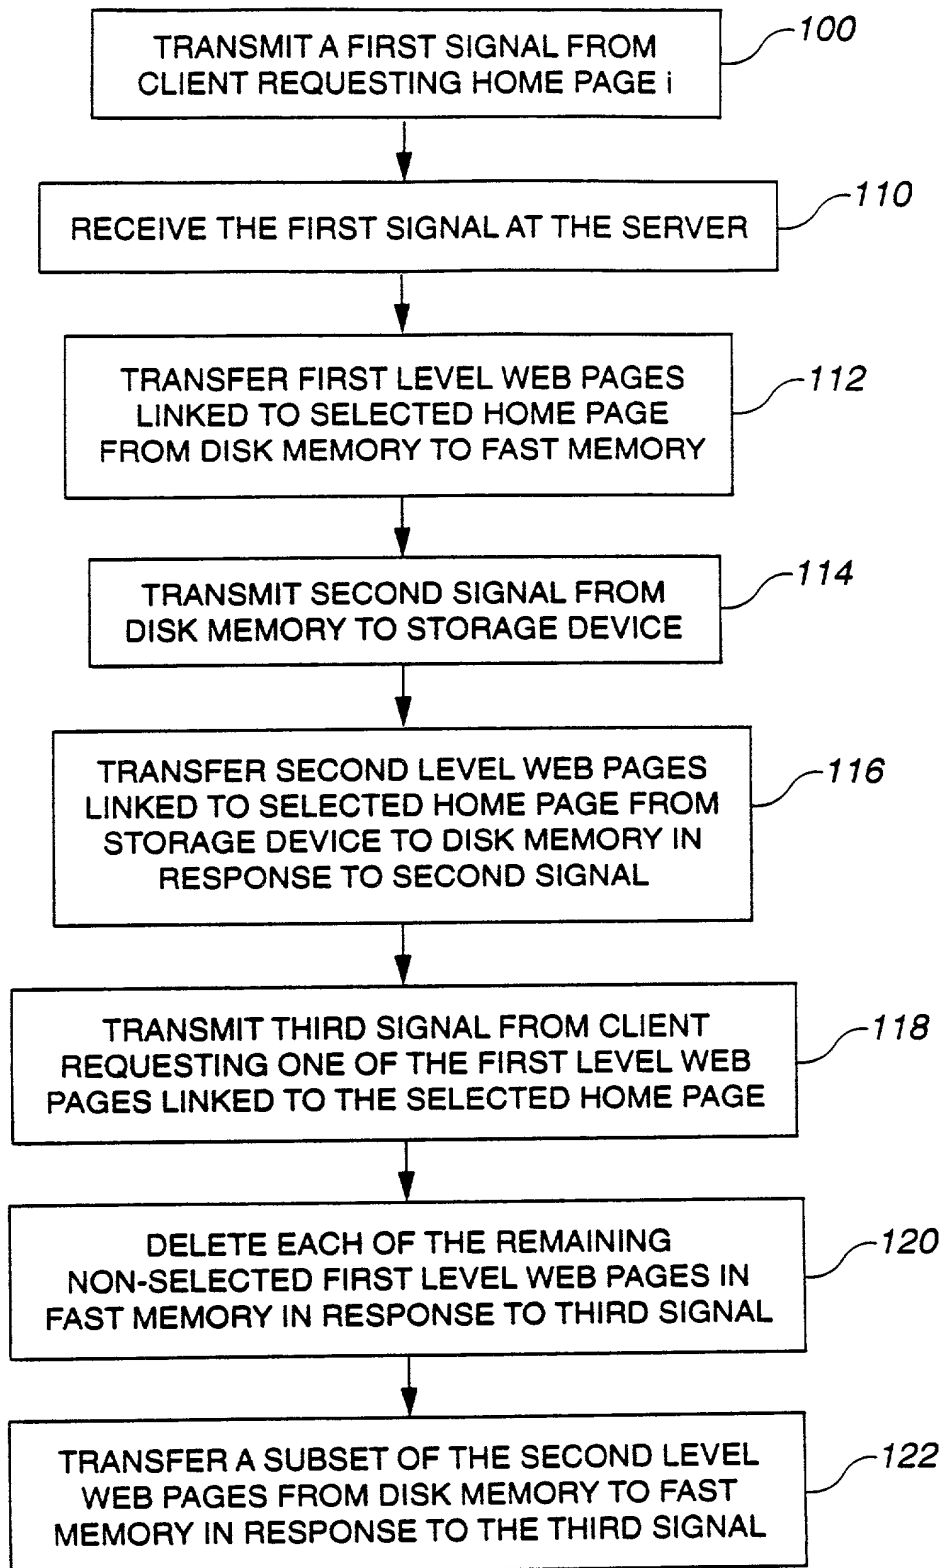 TRANSMIT A FIRST SIGNAL FROM
CLIENT REQUESTING HOME PAGE i
100
RECEIVE THE FIRST SIGNAL AT THE SERVER
110
TRANSFER FIRST LEVEL WEB PAGES
LINKED TO SELECTED HOME PAGE
FROM DISK MEMORY TO FAST MEMORY
112
TRANSMIT SECOND SIGNAL FROM
DISK MEMORY TO STORAGE DEVICE
114
TRANSFER SECOND LEVEL WEB PAGES
LINKED TO SELECTED HOME PAGE FROM
STORAGE DEVICE TO DISK MEMORY IN
RESPONSE TO SECOND SIGNAL
116
TRANSMIT THIRD SIGNAL FROM CLIENT
REQUESTING ONE OF THE FIRST LEVEL WEB
PAGES LINKED TO THE SELECTED HOME PAGE
118
DELETE EACH OF THE REMAINING
NON-SELECTED FIRST LEVEL WEB PAGES IN
FAST MEMORY IN RESPONSE TO THIRD SIGNAL
120
TRANSFER A SUBSET OF THE SECOND LEVEL
WEB PAGES FROM DISK MEMORY TO FAST
MEMORY IN RESPONSE TO THE THIRD SIGNAL
122